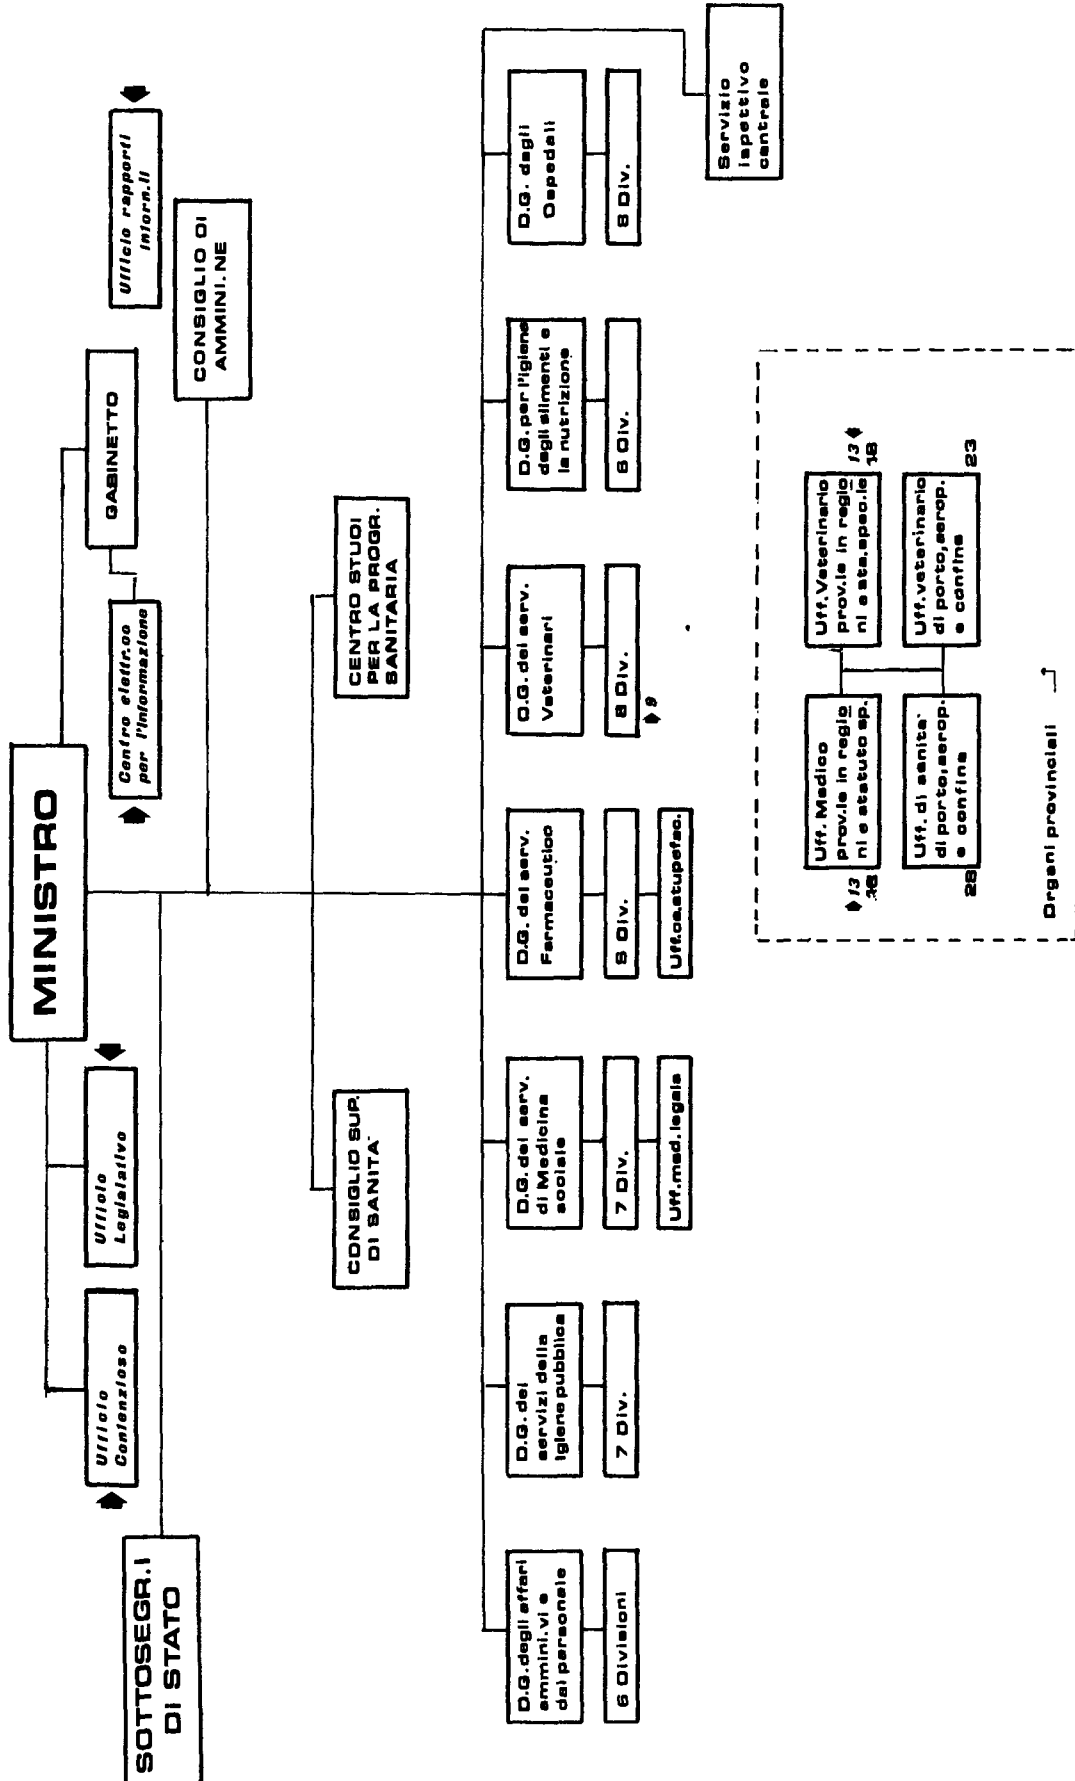 MINISTRO
Ufficio
Contenzioso
Ufficio
Legislativo
GABINETTO
Centro elettr.co
per l'informazione
Ufficio rapporti
intern.li
SOTTOSEGR.I
DI STATO
CONSIGLIO DI
AMMINI.NE
CONSIGLIO SUP.
DI SANITA'
CENTRO STUDI
PER LA PROGR.
SANITARIA
D.G. degli affari
ammini.vi e
del personale
6 Divisioni
D.G. dei
servizi della
igiene pubblica
7 Div.
D.G. dei serv.
di Medicina
sociale
7 Div.
Uff.med.legale
D.G. dei serv.
Farmaceutico
Div.
Uff.ce.stupefac.
D.G. dei serv.
Veterinari
8 Div.
9
D.G. per l'igiene
degli alimenti e
la nutrizione
6 Div.
D.G. degli
Ospedali
8 Div.
Servizio
ispettivo
centrale
Uff. Medico
prov.le in regio
ni e statuto sp.
13
Uff.Veterinario
prov.le in regio
ni e sta.spec.le
13
18
Uff. di sanita'
di porto,aerop.
e confine
28
Uff.veterinario
di porto,aerop.
e confine
23
Organi provinciali